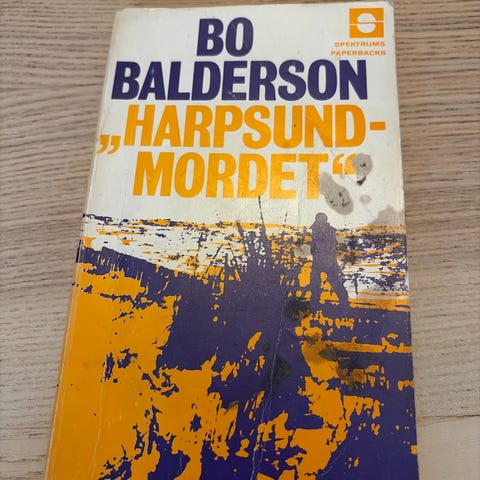 BO
BALDERSON
„HARPSUND-
MORDET“
SPEKTRUMS
PAPERBACKS